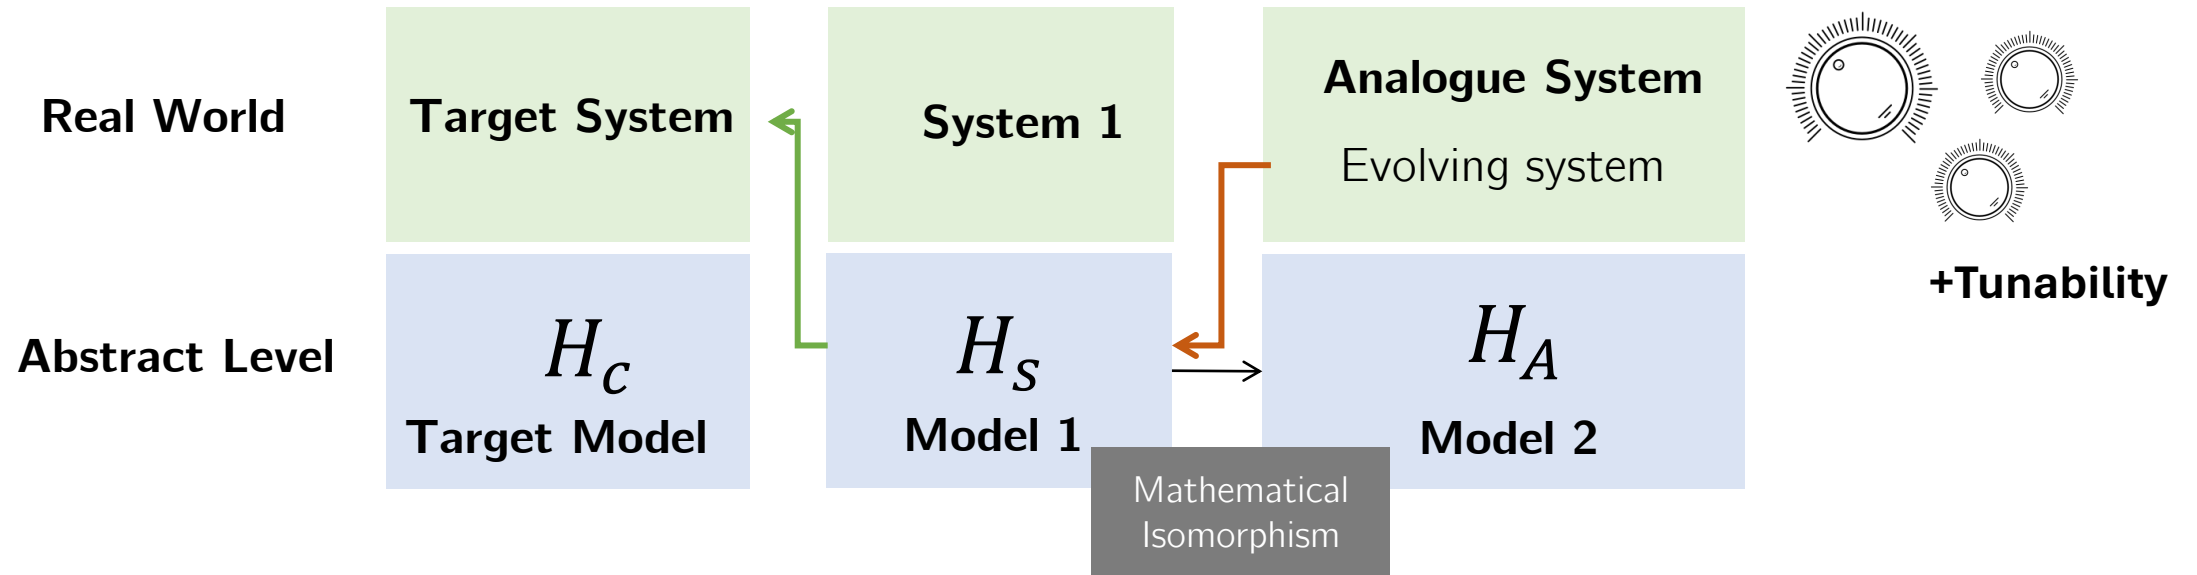 Real World
Target System
System 1
Analogue System
Evolving system
+Tunability
Abstract Level
H_c
Target Model
H_s
Model 1
H_A
Model 2
Mathematical
Isomorphism